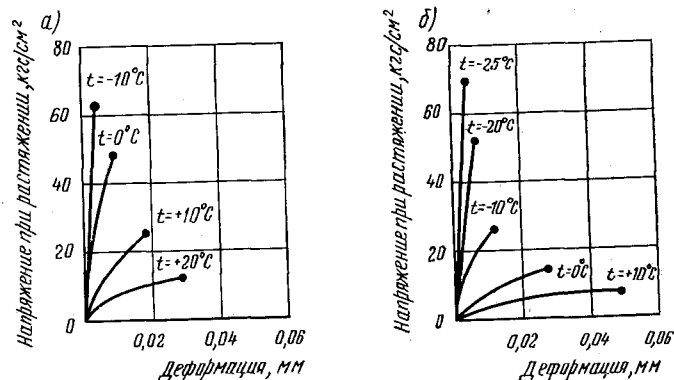 а)
Напряжение при растяжении, кгс/см²
80
60
40
20
0
t=-10°C
t=0°C
t=+10°C
t=+20°C
0,02
0,04
0,06
Деформация, мм
б)
Напряжение при растяжении, кгс/см²
80
60
40
20
0
t=-25°C
t=-20°C
t=-10°C
t=0°C
t=+10°C
0,02
0,04
0,06
Деформация, мм